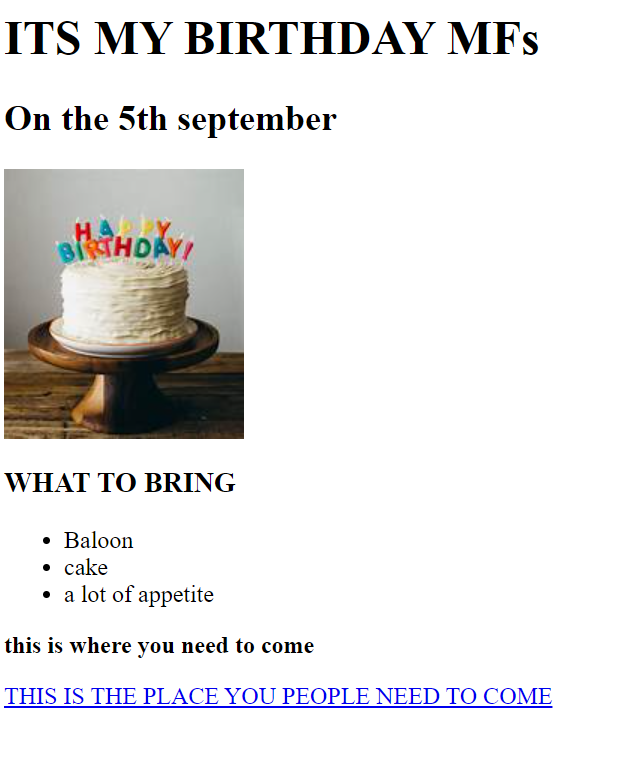 ITS MY BIRTHDAY MFs
On the 5th september
HAPPY
BIRTHDAY!
WHAT TO BRING
Baloon
cake
a lot of appetite
this is where you need to come
THIS IS THE PLACE YOU PEOPLE NEED TO COME